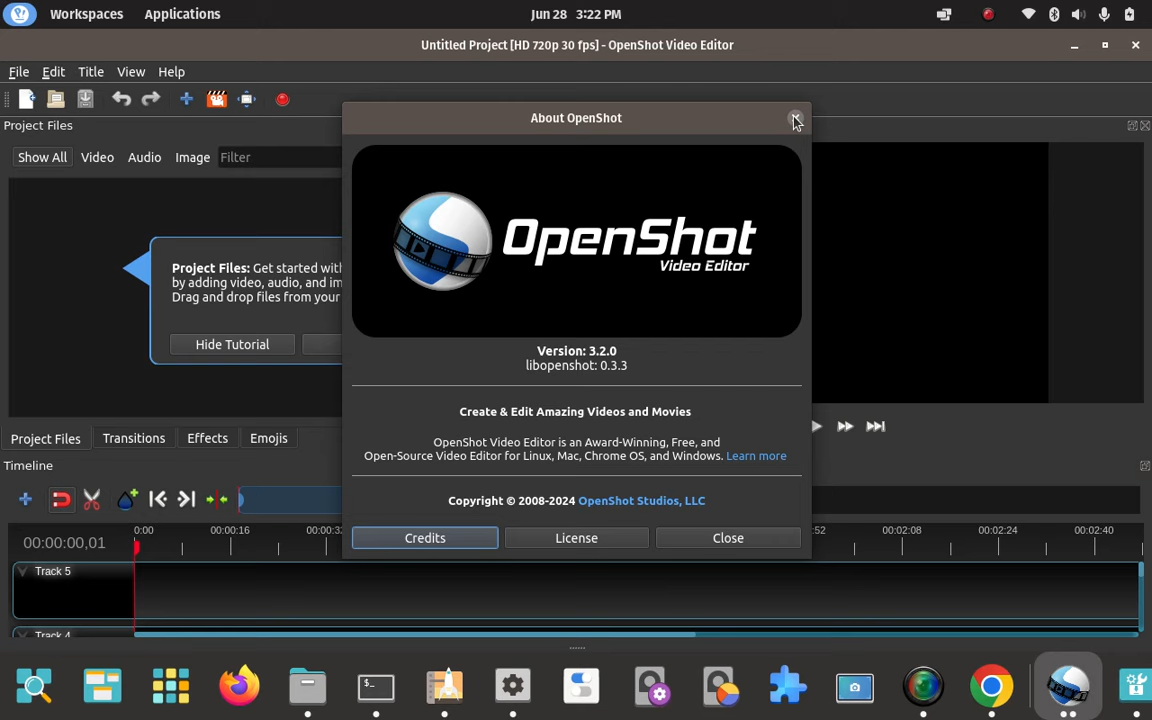 Workspaces Applications Jun 28 3:22 PM
Untitled Project [HD 720p 30 fps] - OpenShot Video Editor
File Edit Title View Help
Project Files
Show All Video Audio Image Filter
Project Files: Get started with
by adding video, audio, and im
Drag and drop files from your
Hide Tutorial
About OpenShot
OpenShot
Video Editor
Version: 3.2.0
libopenshot: 0.3.3
Create & Edit Amazing Videos and Movies
OpenShot Video Editor is an Award-Winning, Free, and
Open-Source Video Editor for Linux, Mac, Chrome OS, and Windows. Learn more
Copyright © 2008-2024 OpenShot Studios, LLC
Credits License Close
Project Files Transitions Effects Emojis
Timeline
00:00:00,01
0:00 00:00:16 00:00:32 :52 00:02:08 00:02:24 00:02:40
Track 5
Track 4
$_